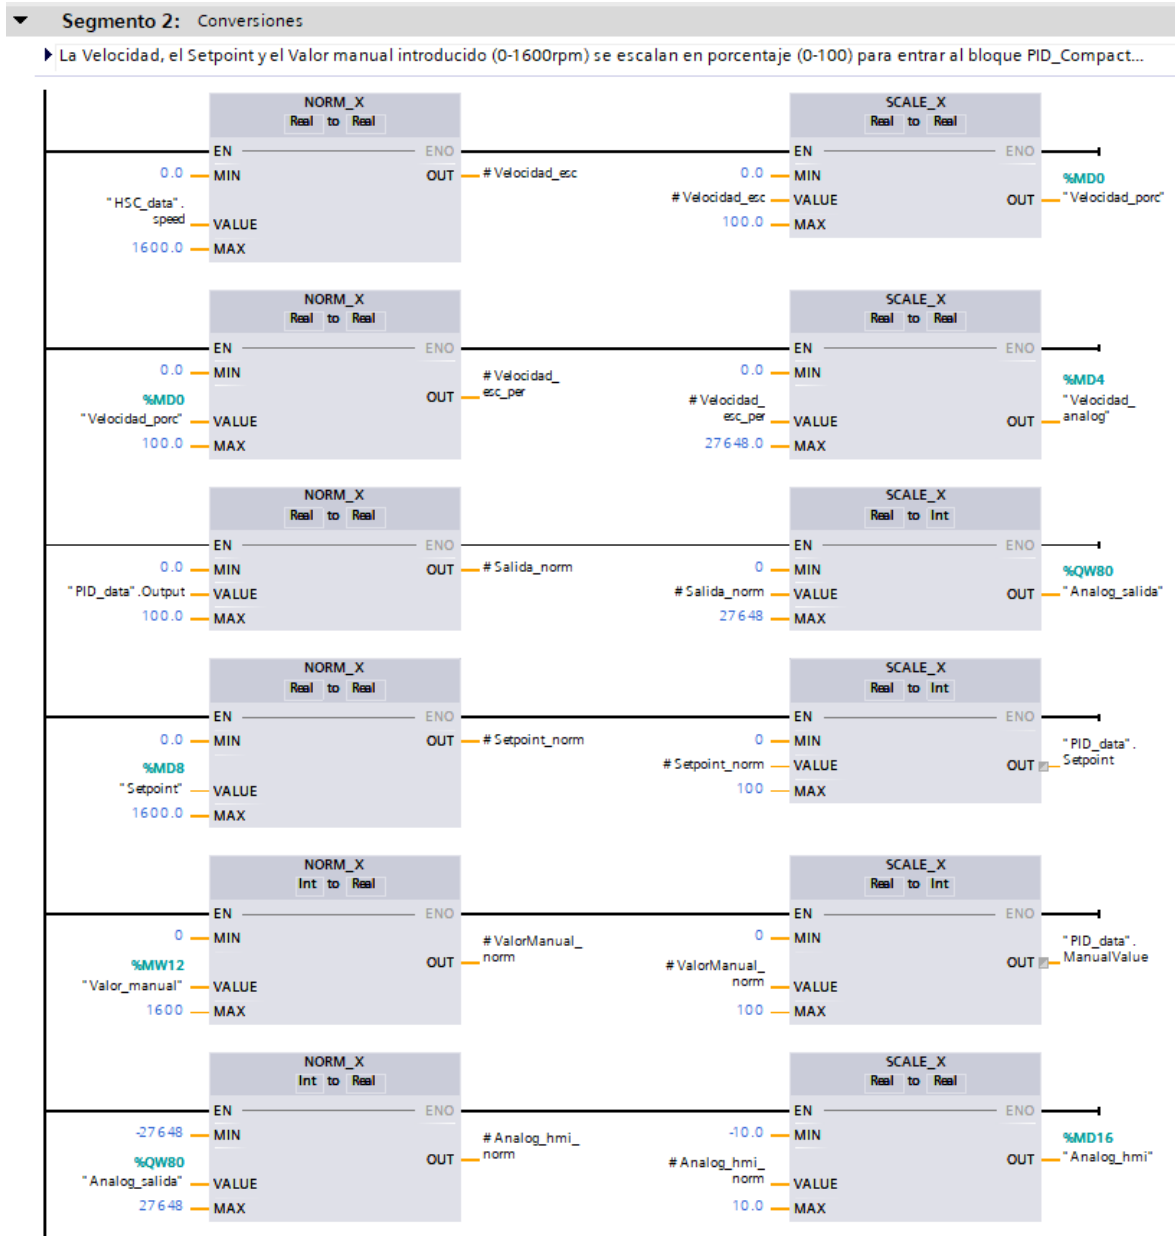 Segmento 2: Conversiones
La Velocidad, el Setpoint y el Valor manual introducido (0-1600rpm) se escalan en porcentaje (0-100) para entrar al bloque PID_Compact...
NORM_X
Real to Real
EN
ENO
0.0
MIN
OUT
#Velocidad_esc
"HSC_data".
speed
VALUE
1600.0
MAX
SCALE_X
Real to Real
EN
ENO
0.0
MIN
#Velocidad_esc
VALUE
100.0
MAX
OUT
%MD0
"Velocidad_porc"
NORM_X
Real to Real
EN
ENO
0.0
MIN
OUT
#Velocidad_
esc_per
%MD0
"Velocidad_porc"
VALUE
100.0
MAX
SCALE_X
Real to Real
EN
ENO
0.0
MIN
#Velocidad_
esc_per
VALUE
27648.0
MAX
OUT
%MD4
"Velocidad_
analog"
NORM_X
Real to Real
EN
ENO
0.0
MIN
OUT
#Salida_norm
"PID_data".Output
VALUE
100.0
MAX
SCALE_X
Real to Int
EN
ENO
0
MIN
#Salida_norm
VALUE
27648
MAX
OUT
%QW80
"Analog_salida"
NORM_X
Real to Real
EN
ENO
0.0
MIN
OUT
#Setpoint_norm
%MD8
"Setpoint"
VALUE
1600.0
MAX
SCALE_X
Real to Int
EN
ENO
0
MIN
#Setpoint_norm
VALUE
100
MAX
OUT
"PID_data".
Setpoint
NORM_X
Int to Real
EN
ENO
0
MIN
OUT
#ValorManual_
norm
%MW12
"Valor_manual"
VALUE
1600
MAX
SCALE_X
Real to Int
EN
ENO
0
MIN
#ValorManual_
norm
VALUE
100
MAX
OUT
"PID_data".
ManualValue
NORM_X
Int to Real
EN
ENO
-27648
MIN
OUT
#Analog_hmi_
norm
%QW80
"Analog_salida"
VALUE
27648
MAX
SCALE_X
Real to Real
EN
ENO
-10.0
MIN
#Analog_hmi_
norm
VALUE
10.0
MAX
OUT
%MD16
"Analog_hmi"